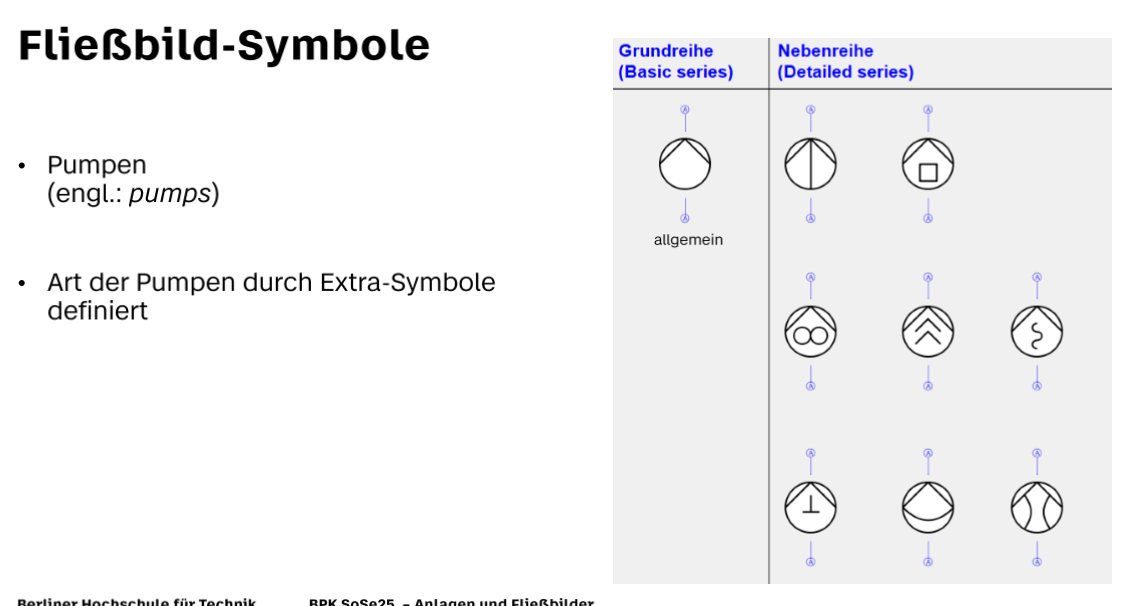 Fließbild-Symbole
• Pumpen
(engl.: pumps)
• Art der Pumpen durch Extra-Symbole
definiert
Grundreihe
(Basic series)
Nebenreihe
(Detailed series)
allgemein
Berliner Hochschule für Technik
BPK SoSe25 – Anlagen und Fließbilder